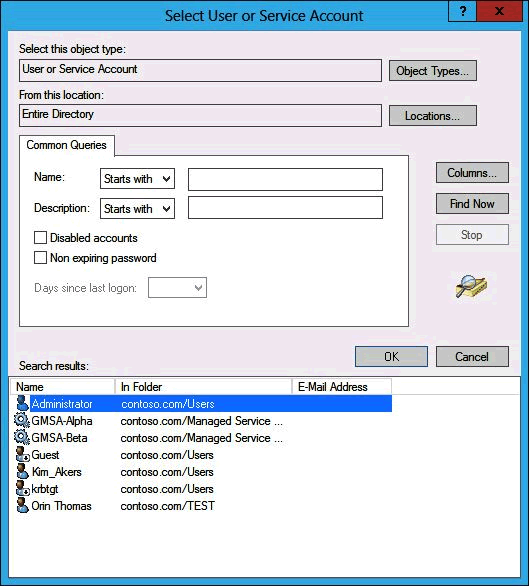 Select User or Service Account
? x
Select this object type:
User or Service Account
Object Types...
From this location:
Entire Directory
Locations...
Common Queries
Name: Starts with
Description: Starts with
Disabled accounts
Non expiring password
Days since last logon:
Columns...
Find Now
Stop
OK Cancel
Search results:
Name In Folder E-Mail Address
Administrator contoso.com/Users
GMSA-Alpha contoso.com/Managed Service ...
GMSA-Beta contoso.com/Managed Service ...
Guest contoso.com/Users
Kim_Akers contoso.com/Users
krbtgt contoso.com/Users
Orin Thomas contoso.com/TEST